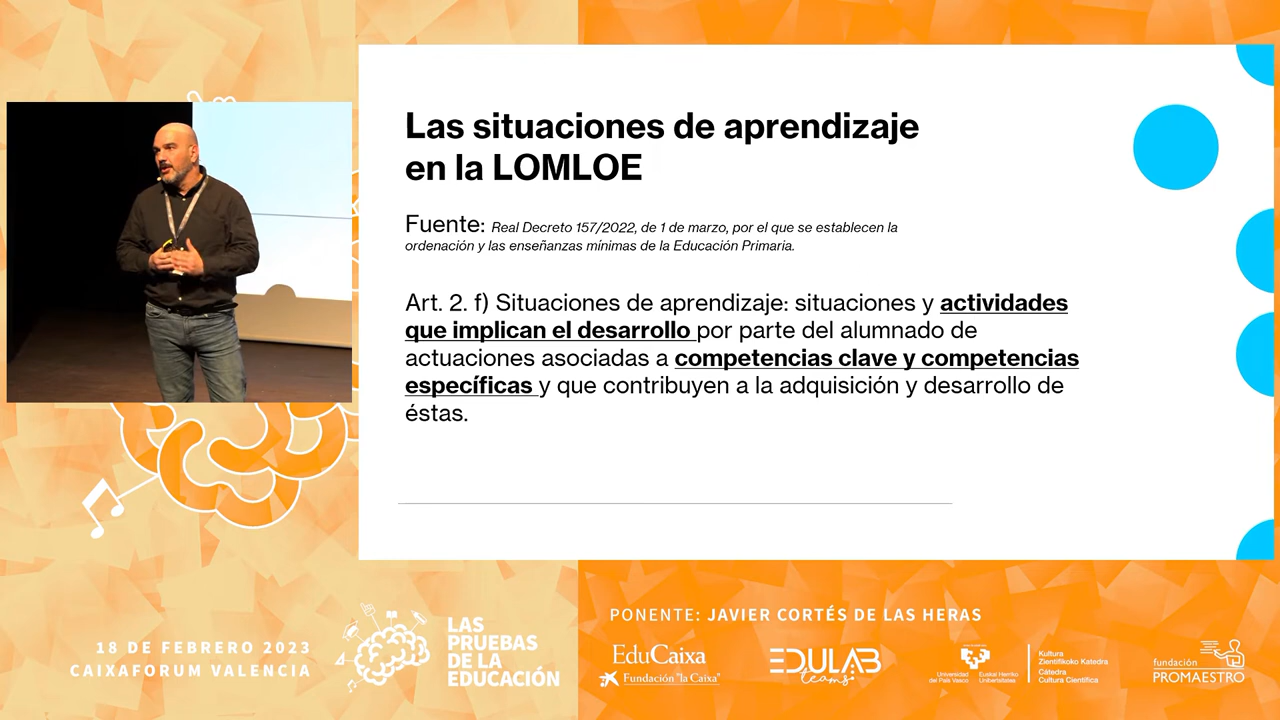 Las situaciones de aprendizaje
en la LOMLOE
Fuente: Real Decreto 157/2022, de 1 de marzo, por el que se establecen la
ordenación y las enseñanzas mínimas de la Educación Primaria.
Art. 2. f) Situaciones de aprendizaje: situaciones y actividades
que implican el desarrollo por parte del alumnado de
actuaciones asociadas a competencias clave y competencias
específicas y que contribuyen a la adquisición y desarrollo de
éstas.
18 DE FEBRERO 2023
CAIXAFORUM VALENCIA
LAS
PRUEBAS
DE LA
EDUCACIÓN
PONENTE: JAVIER CORTÉS DE LAS HERAS
EduCaixa
Fundación "la Caixa"
EDULAB
teams
Universidad
del País Vasco
Euskal Herriko
Unibertsitatea
Kultura
Zientifikoko Katedra
Cátedra
Cultura Científica
fundación
PROMAESTRO